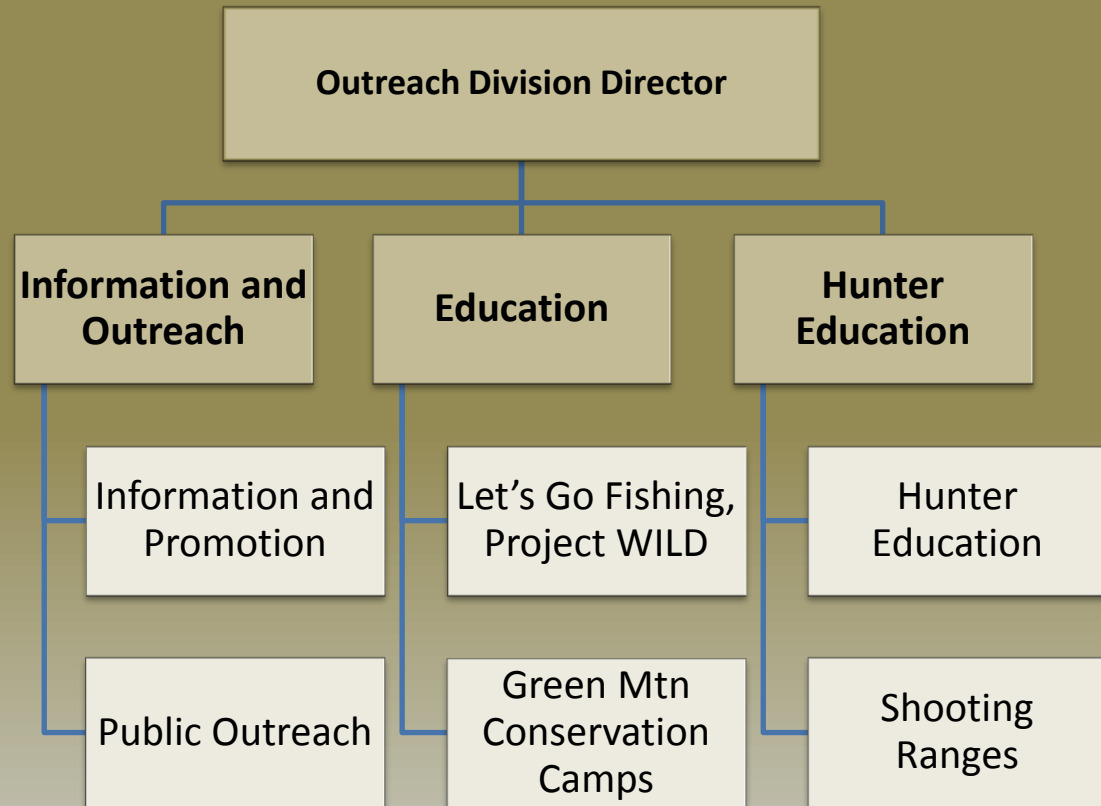 Outreach Division Director
Information and
Outreach
Education
Hunter
Education
Information and
Promotion
Let’s Go Fishing,
Project WILD
Hunter
Education
Public Outreach
Green Mtn
Conservation
Camps
Shooting
Ranges